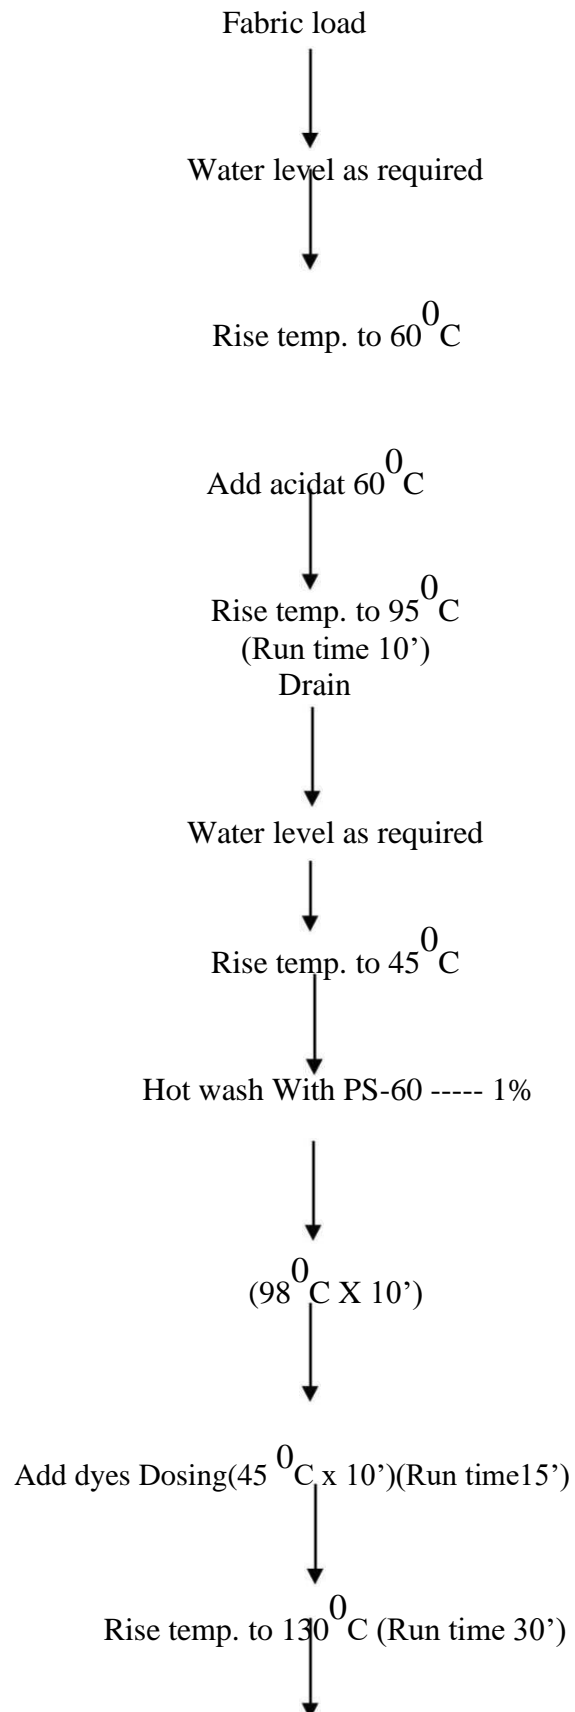 Fabric load
Water level as required
Rise temp. to 60⁰C
Add acidat 60⁰C
Rise temp. to 95⁰C
(Run time 10’)
Drain
Water level as required
Rise temp. to 45⁰C
Hot wash With PS-60 ----- 1%
(98⁰C X 10’)
Add dyes Dosing(45 ⁰C x 10’)(Run time15’)
Rise temp. to 130⁰C (Run time 30’)